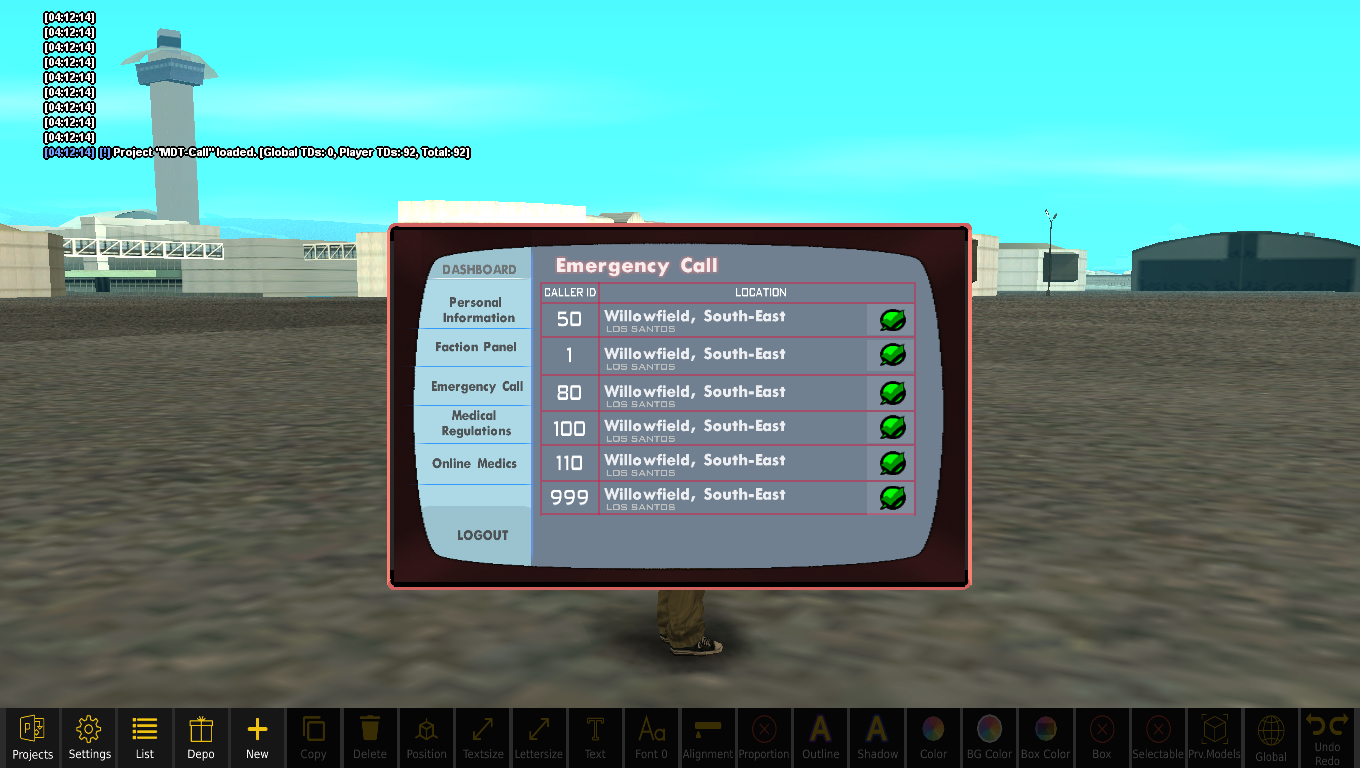 [04:12:14]
[04:12:14]
[04:12:14]
[04:12:14]
[04:12:14]
[04:12:14]
[04:12:14]
[04:12:14]
[04:12:14]
[04:12:14] [!] Project "MDT-Call" loaded. [Global TDs: 0, Player TDs: 92, Total: 92]
DASHBOARD
Personal
Information
Faction Panel
Emergency Call
Medical
Regulations
Online Medics
LOGOUT
Emergency Call
CALLER ID LOCATION
50 Willowfield, South-East
LOS SANTOS
1 Willowfield, South-East
LOS SANTOS
80 Willowfield, South-East
LOS SANTOS
100 Willowfield, South-East
LOS SANTOS
110 Willowfield, South-East
LOS SANTOS
999 Willowfield, South-East
LOS SANTOS
Projects Settings List Depo New Copy Delete Position Textsize Lettersize Text Font 0 Alignment Proportion Outline Shadow Color BG Color Box Color Box Selectable Prv.Models Global Undo
Redo